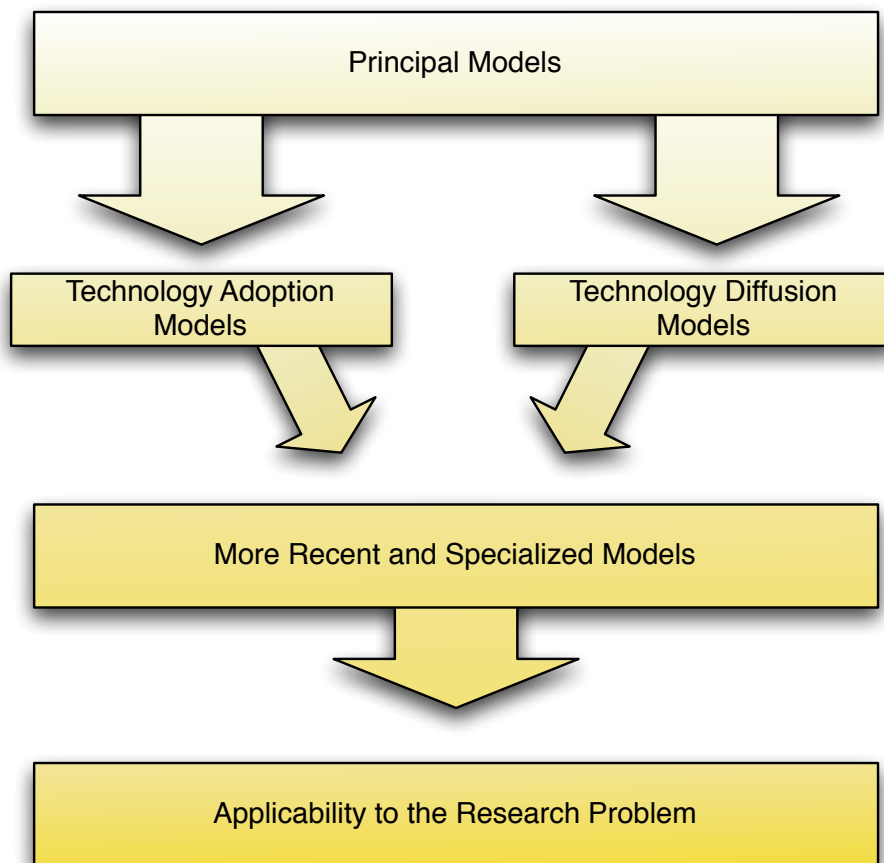 Principal Models
Technology Adoption
Models
Technology Diffusion
Models
More Recent and Specialized Models
Applicability to the Research Problem